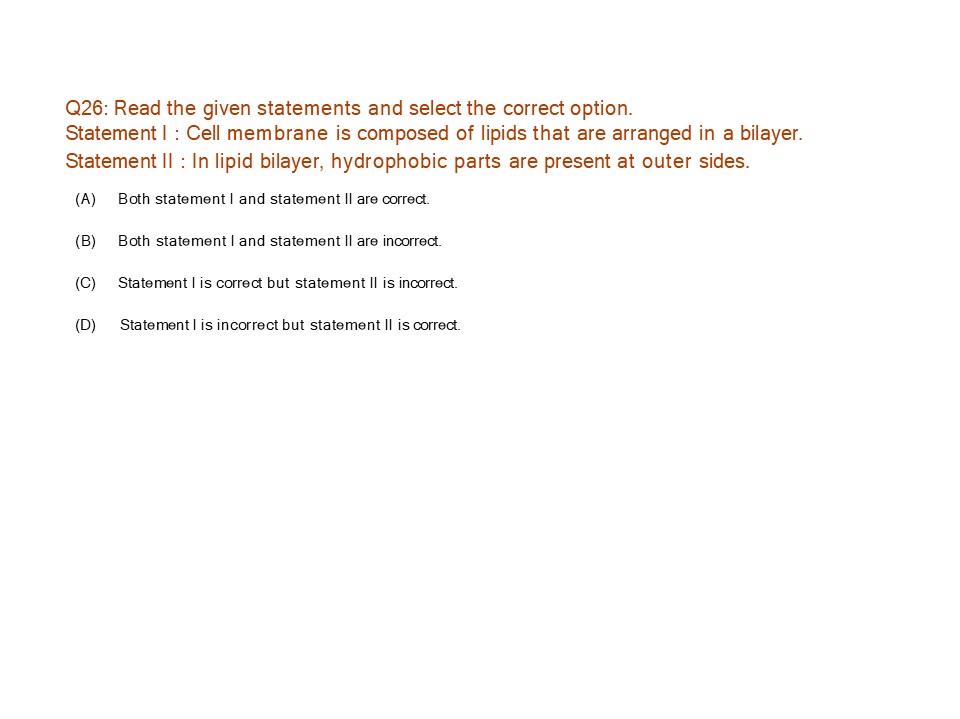 Q26: Read the given statements and select the correct option.
Statement I : Cell membrane is composed of lipids that are arranged in a bilayer.
Statement II : In lipid bilayer, hydrophobic parts are present at outer sides.
(A) Both statement I and statement II are correct.
(B) Both statement I and statement II are incorrect.
(C) Statement I is correct but statement II is incorrect.
(D) Statement I is incorrect but statement II is correct.